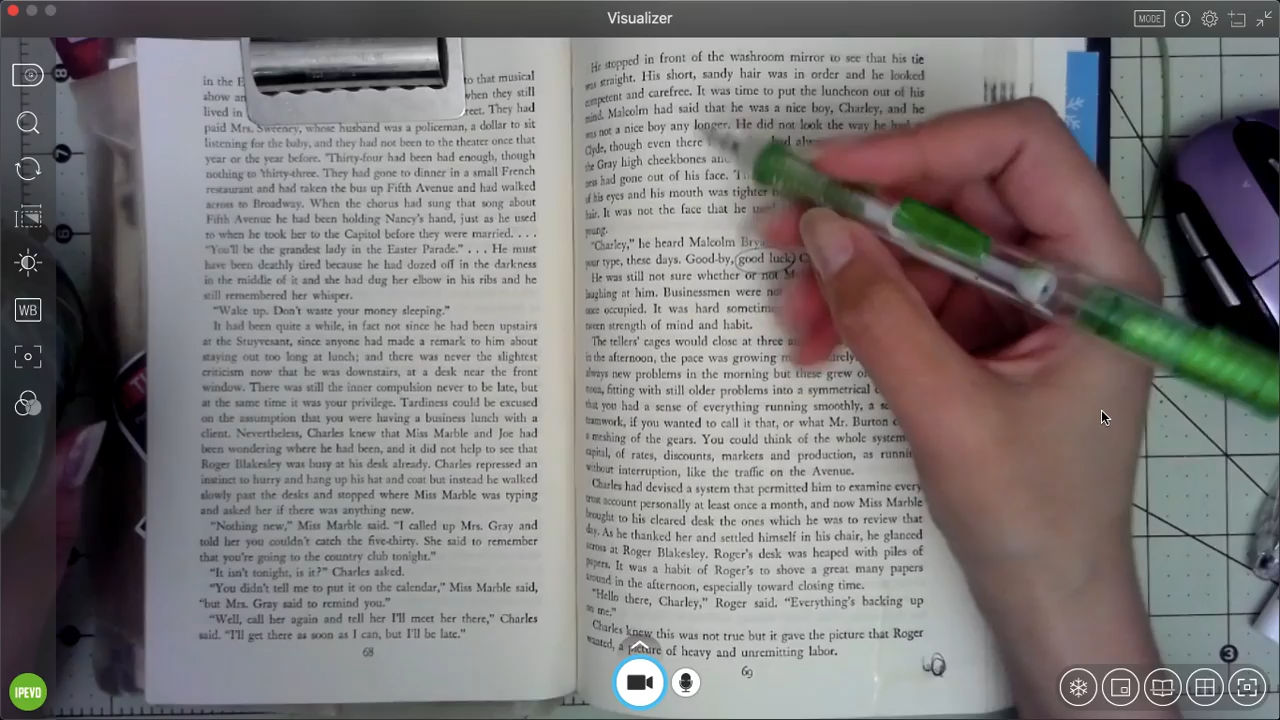 Visualizer
MODE
in the E to that musical
show an when they still
lived in reet. They had
paid Mrs. Sweeney, whose husband was a policeman, a dollar to sit
listening for the baby, and they had not been to the theater once that
year or the year before. 'Thirty-four had been bad enough, though
nothing to 'thirty-three. They had gone to dinner in a small French
restaurant and had taken the bus up Fifth Avenue and had walked
across to Broadway. When the chorus had sung that song about
Fifth Avenue he had been holding Nancy's hand, just as he used
to when he took her to the Capitol before they were married. . . .
"You'll be the grandest lady in the Easter Parade." . . . He must
have been deathly tired because he had dozed off in the darkness
in the middle of it and she had dug her elbow in his ribs and he
still remembered her whisper.
"Wake up. Don't waste your money sleeping."
It had been quite a while, in fact not since he had been upstairs
at the Stuyvesant, since anyone had made a remark to him about
staying out too long at lunch; and there was never the slightest
criticism now that he was downstairs, at a desk near the front
window. There was still the inner compulsion never to be late, but
at the same time it was your privilege. Tardiness could be excused
on the assumption that you were having a business lunch with a
client. Nevertheless, Charles knew that Miss Marble and Joe had
been wondering where he had been, and it did not help to see that
Roger Blakesley was busy at his desk already. Charles repressed an
instinct to hurry and hang up his hat and coat but instead he walked
slowly past the desks and stopped where Miss Marble was typing
and asked her if there was anything new.
"Nothing new," Miss Marble said. "I called up Mrs. Gray and
told her you couldn't catch the five-thirty. She said to remember
that you're going to the country club tonight."
"It isn't tonight, is it?" Charles asked.
"You didn't tell me to put it on the calendar," Miss Marble said,
"but Mrs. Gray said to remind you."
"Well, call her again and tell her I'll meet her there," Charles
said. "I'll get there as soon as I can, but I'll be late."
68
He stopped in front of the washroom mirror to see that his tie
was straight. His short, sandy hair was in order and he looked
competent and carefree. It was time to put the luncheon out of his
mind. Malcolm had said that he was a nice boy, Charley, and he
was not a nice boy any longer. He did not look the way he had
Clyde, though even there had
the Gray high cheekbones and
ness had gone out of his face.
of his eyes and his mouth was tighter
hair. It was not the face that he
young.
"Charley," he heard Malcolm
your type, these days. Good-by, good luck,
He was still not sure whether or not
laughing at him. Businessmen were
once occupied. It was hard
tween strength of mind and habit.
The tellers' cages would close at three
in the afternoon, the pace was growing
always new problems in the morning but these grew
noon, fitting with still older problems into a symmetrical
that you had a sense of everything running smoothly, a
teamwork, if you wanted to call it that, or what Mr. Burton
a meshing of the gears. You could think of the whole system
capital, of rates, discounts, markets and production, as
without interruption, like the traffic on the Avenue.
Charles had devised a system that permitted him to examine every
trust account personally at least once a month, and now Miss Marble
brought to his cleared desk the ones which he was to review that
day. As he thanked her and settled himself in his chair, he glanced
across at Roger Blakesley. Roger's desk was heaped with piles of
papers. It was a habit of Roger's to shove a great many papers
around in the afternoon, especially toward closing time.
"Hello there, Charley," Roger said. "Everything's backing up
on me."
Charles knew this was not true but it gave the picture that Roger
wanted, a picture of heavy and unremitting labor.
69
8
7
6
3
WB
IPEVO